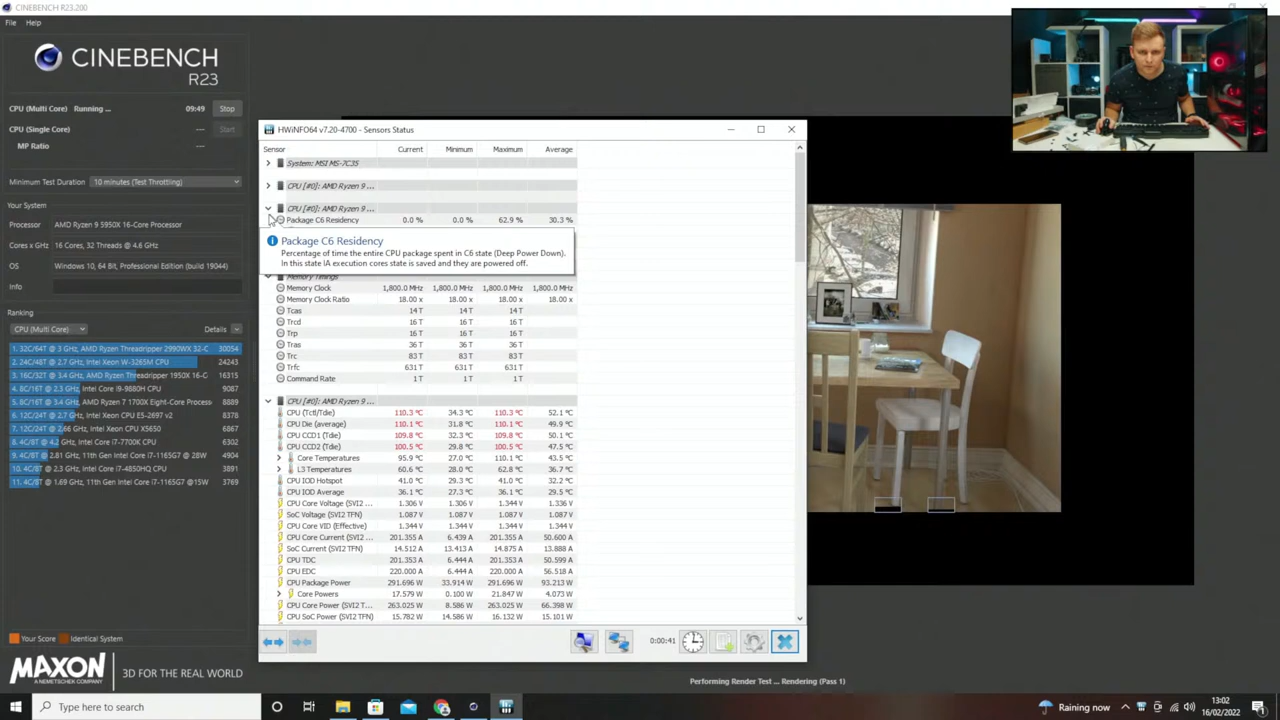 CINEBENCH R23.200
File Help
CINEBENCH
R23
CPU (Multi Core) Running ... 09:49 Stop
CPU (Single Core) --- Start
MP Ratio ---
Minimum Test Duration 10 minutes (Test Throttling)
Your System
Processor AMD Ryzen 9 5950X 16-Core Processor
Cores x GHz 16 Cores, 32 Threads @ 4.6 GHz
OS Windows 10, 64 Bit, Professional Edition (build 19044)
Info
Ranking
CPU (Multi Core) Details
1. 32C/64T @ 3 GHz, AMD Ryzen Threadripper 2990WX 32-C 30054
2. 24C/48T @ 2.7 GHz, Intel Xeon W-3265M CPU 24243
3. 16C/32T @ 3.4 GHz, AMD Ryzen Threadripper 1950X 16-C 16315
4. 8C/16T @ 2.3 GHz, Intel Core i9-9880H CPU 9087
5. 8C/16T @ 3.4 GHz, AMD Ryzen 7 1700X Eight-Core Proces 8889
6. 12C/24T @ 2.7 GHz, Intel Xeon CPU E5-2697 v2 8378
7. 12C/24T @ 2.66 GHz, Intel Xeon CPU X5650 6867
8. 4C/8T @ 4.2 GHz, Intel Core i7-7700K CPU 6302
9. 4C/8T @ 2.81 GHz, 11th Gen Intel Core i7-1165G7 @ 28W 4904
10. 4C/8T @ 2.3 GHz, Intel Core i7-4850HQ CPU 3891
11. 4C/8T @ 1.69 GHz, 11th Gen Intel Core i7-1165G7 @15W 3769
Your Score Identical System
MAXON
A NEMETSCHEK COMPANY
3D FOR THE REAL WORLD
HWiNFO64 v7.20-4700 - Sensors Status
Sensor Current Minimum Maximum Average
System: MSI MS-7C35
CPU [#0]: AMD Ryzen 9 ...
CPU [#0]: AMD Ryzen 9 ...
Package C6 Residency 0.0 % 0.0 % 62.9 % 30.3 %
Package C6 Residency
Percentage of time the entire CPU package spent in C6 state (Deep Power Down).
In this state IA execution cores state is saved and they are powered off.
Memory Timings
Memory Clock 1,800.0 MHz 1,800.0 MHz 1,800.0 MHz 1,800.0 MHz
Memory Clock Ratio 18.00 x 18.00 x 18.00 x 18.00 x
Tcas 14 T 14 T 14 T
Trcd 16 T 16 T 16 T
Trp 16 T 16 T 16 T
Tras 36 T 36 T 36 T
Trc 83 T 83 T 83 T
Trfc 631 T 631 T 631 T
Command Rate 1 T 1 T 1 T
CPU [#0]: AMD Ryzen 9 ...
CPU (Tctl/Tdie) 110.3 °C 34.3 °C 110.3 °C 52.1 °C
CPU Die (average) 110.1 °C 31.8 °C 110.1 °C 49.9 °C
CPU CCD1 (Tdie) 109.8 °C 32.3 °C 109.8 °C 50.1 °C
CPU CCD2 (Tdie) 100.5 °C 29.8 °C 100.5 °C 47.5 °C
Core Temperatures 95.9 °C 27.3 °C 110.1 °C 43.5 °C
L3 Temperatures 60.6 °C 28.0 °C 62.8 °C 36.7 °C
CPU IOD Hotspot 41.0 °C 29.3 °C 41.0 °C 32.2 °C
CPU IOD Average 36.1 °C 27.3 °C 36.1 °C 29.5 °C
CPU Core Voltage (SVI2 ... 1.306 V 1.306 V 1.344 V 1.336 V
SoC Voltage (SVI2 TFN) 1.087 V 1.087 V 1.087 V 1.087 V
CPU Core VID (Effective) 1.344 V 1.344 V 1.344 V 1.344 V
CPU Core Current (SVI2 ... 201.355 A 6.439 A 201.355 A 50.600 A
SoC Current (SVI2 TFN) 14.512 A 13.413 A 14.875 A 13.888 A
CPU TDC 201.353 A 6.444 A 201.353 A 50.599 A
CPU EDC 220.000 A 6.444 A 220.000 A 56.518 A
CPU Package Power 291.696 W 33.914 W 291.696 W 93.213 W
Core Powers 17.579 W 0.100 W 21.847 W 4.073 W
CPU Core Power (SVI2 T... 263.025 W 8.586 W 263.025 W 66.398 W
CPU SoC Power (SVI2 TFN) 15.782 W 14.586 W 16.132 W 15.101 W
0:00:41
Performing Render Test ... Rendering (Pass 1)
Type here to search
Raining now
13:02
16/02/2022